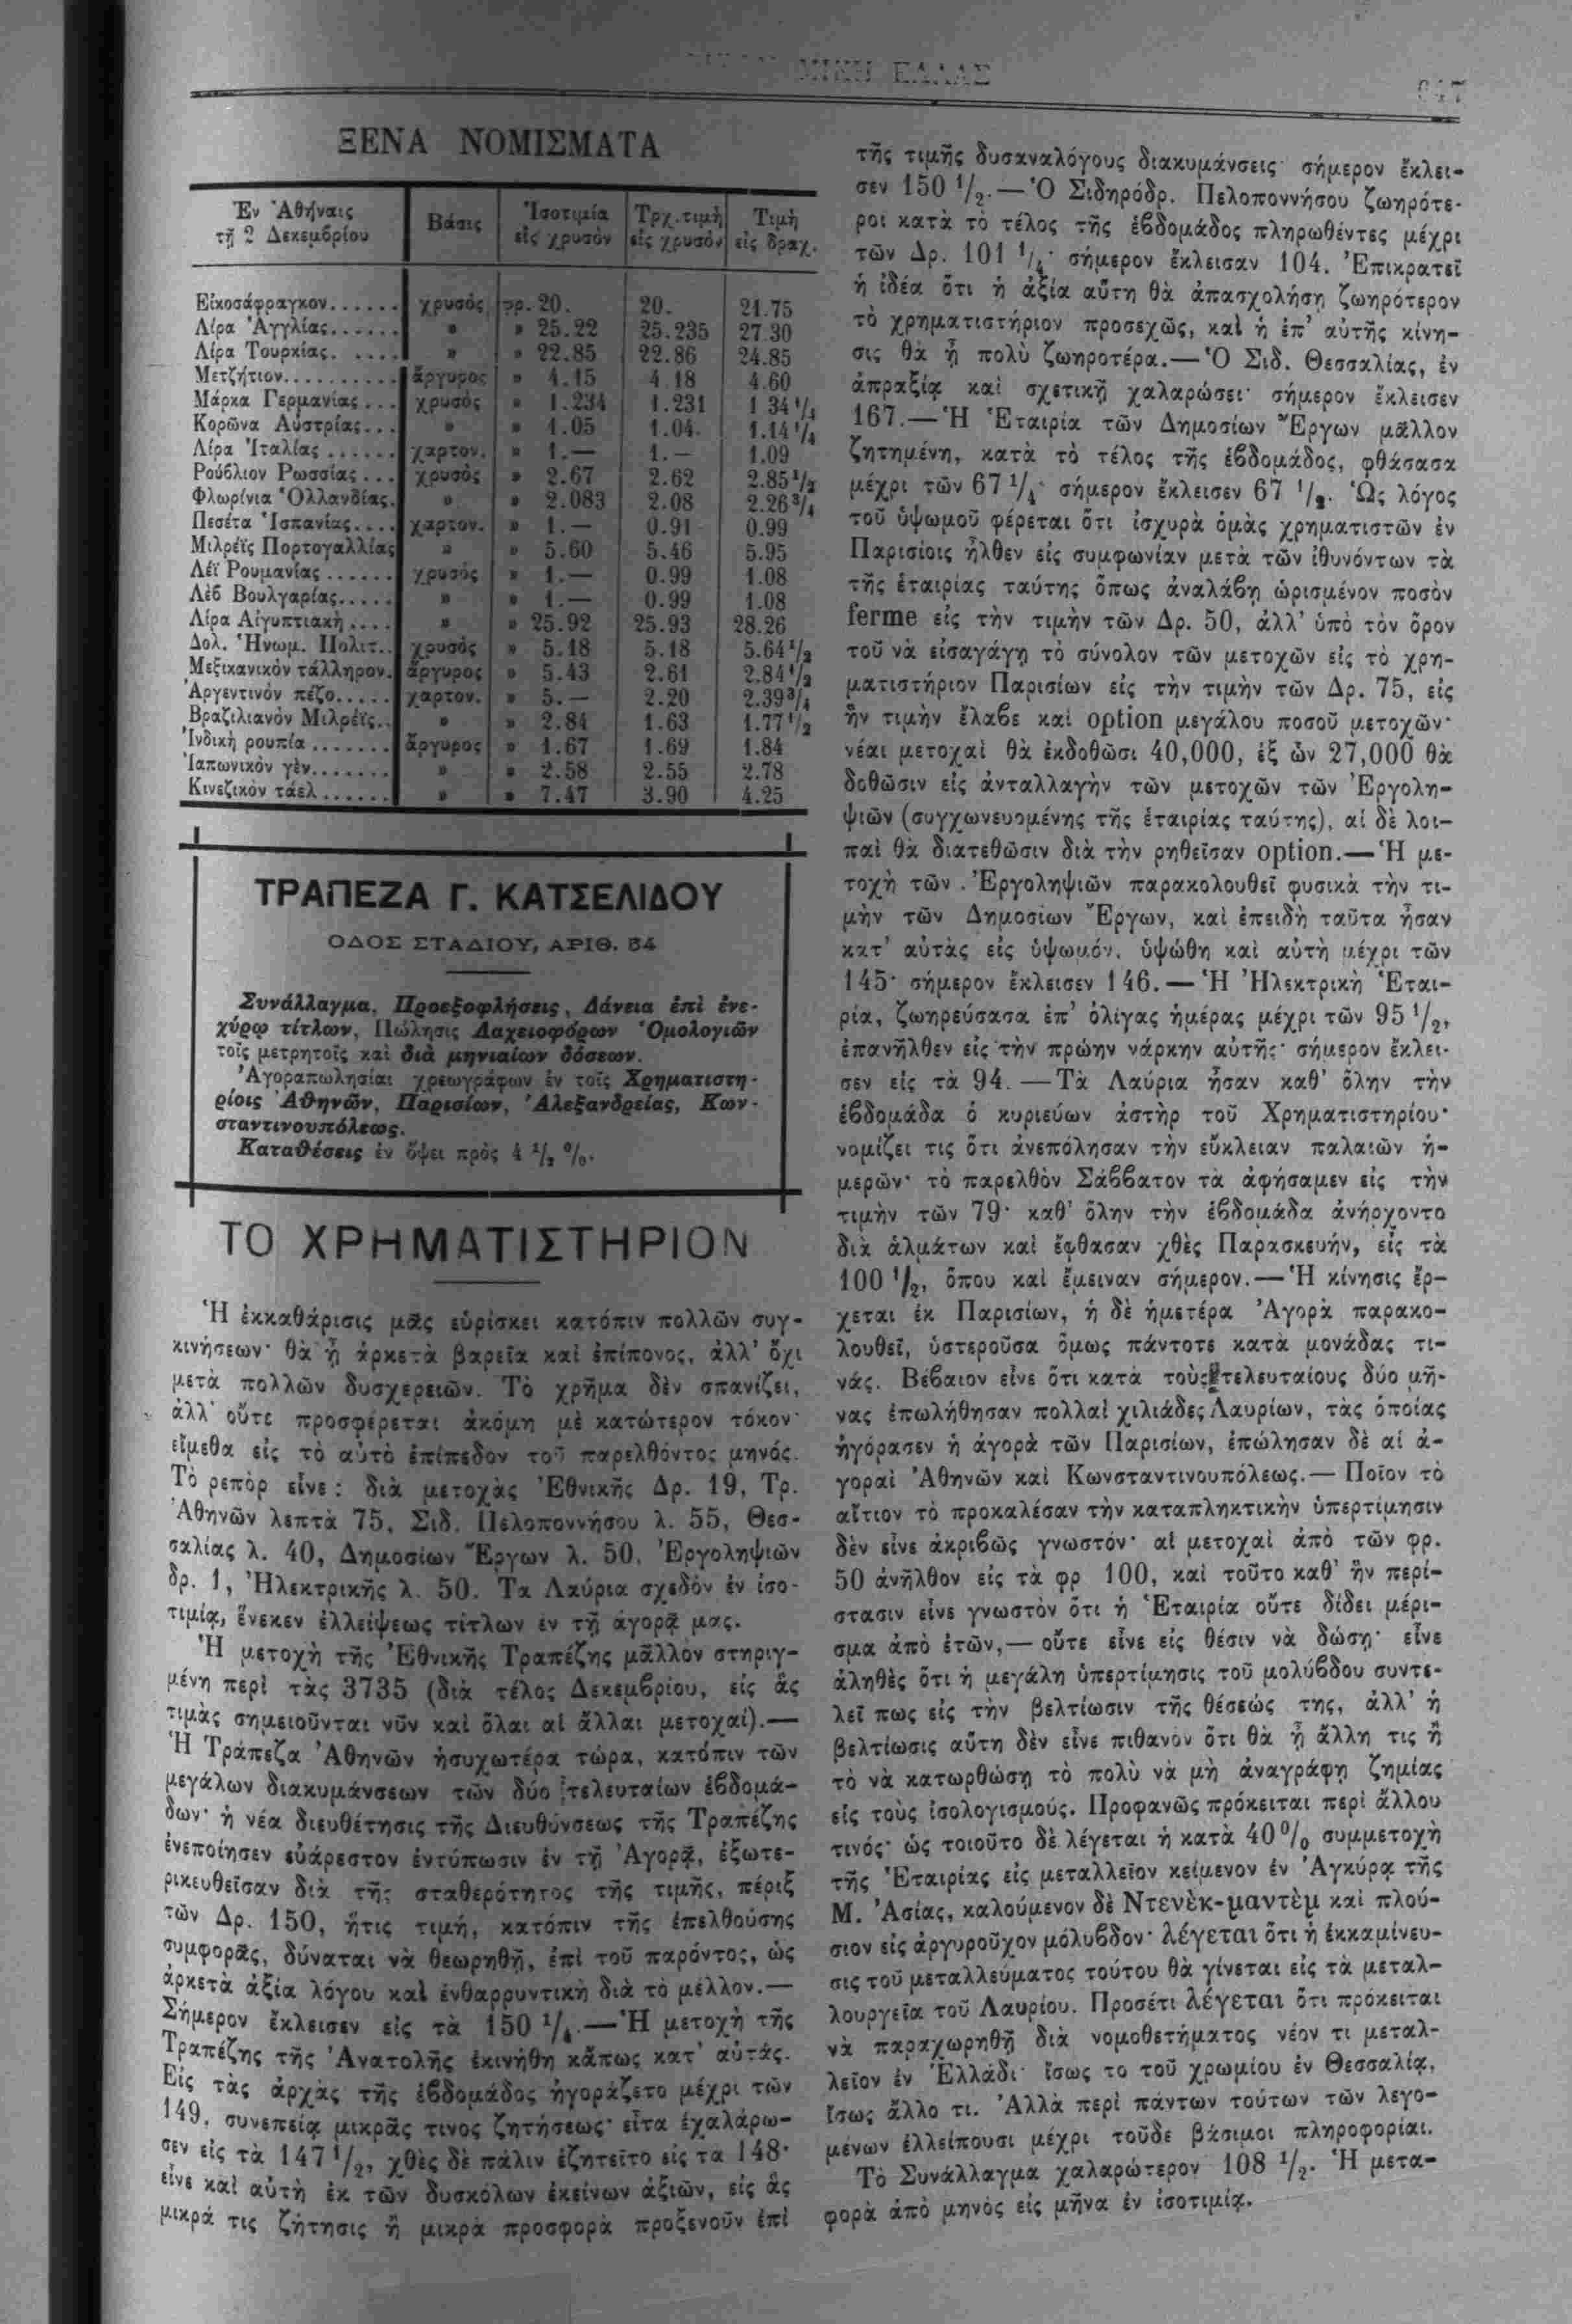 ΕΛΛΑΣ
ΞΕΝΑ ΝΟΜΙΣΜΑΤΑ
Ἐν Ἀθήναις τῇ 2 Δεκεμβρίου | Βάσις | Ἰσοτιμία εἰς χρυσόν | Τρχ. τιμὴ εἰς χρυσόν | Τιμὴ εἰς δραχ.
Εἰκοσάφραγκον...... χρυσός φρ. 20. 20. 21.75
Λίρα Ἀγγλίας...... » » 25.22 25.235 27.30
Λίρα Τουρκίας. .... » » 22.85 22.86 24.85
Μετζήτιον.......... ἄργυρος » 4.15 4.18 4.60
Μάρκα Γερμανίας... χρυσός » 1.234 1.231 1.34 1/4
Κορῶνα Αὐστρίας... » » 1.05 1.04. 1.14 1/4
Λίρα Ἰταλίας ...... χαρτον. » 1.— 1.— 1.09
Ρούβλιον Ρωσσίας... χρυσός » 2.67 2.62 2.85 1/2
Φλωρίνια Ὁλλανδίας. » » 2.083 2.08 2.26 3/4
Πεσέτα Ἱσπανίας.... χαρτον. » 1.— 0.91 0.99
Μιλρέϊς Πορτογαλλίας » » 5.60 5.46 5.95
Λέϊ Ρουμανίας ...... χρυσός » 1.— 0.99 1.08
Λὲβ Βουλγαρίας..... » » 1.— 0.99 1.08
Λίρα Αἰγυπτιακὴ.... » » 25.92 25.93 28.26
Δολ. Ἡνωμ. Πολιτ.. χρυσός » 5.18 5.18 5.64 1/2
Μεξικανικὸν τάλληρον. ἄργυρος » 5.43 2.61 2.84 1/2
Ἀργεντινὸν πέζο..... χαρτον. » 5.— 2.20 2.39 3/4
Βραζιλιανὸν Μιλρέϊς.. » » 2.84 1.63 1.77 1/2
Ἰνδικὴ ρουπία ....... ἄργυρος » 1.67 1.69 1.84
Ἰαπωνικὸν γὲν....... » » 2.58 2.55 2.78
Κινεζικὸν τάελ ...... » » 7.47 3.90 4.25
ΤΡΑΠΕΖΑ Γ. ΚΑΤΣΕΛΙΔΟΥ
ΟΔΟΣ ΣΤΑΔΙΟΥ, ΑΡΙΘ. 54
Συνάλλαγμα, Προεξοφλήσεις, Δάνεια ἐπὶ ἐνε-
χύρῳ τίτλων, Πώλησις Λαχειοφόρων Ὁμολογιῶν
τοῖς μετρητοῖς καὶ διὰ μηνιαίων δόσεων.
Ἀγοραπωλησίαι χρεωγράφων ἐν τοῖς Χρηματιστη-
ρίοις Ἀθηνῶν, Παρισίων, Ἀλεξανδρείας, Κων-
σταντινουπόλεως.
Καταθέσεις ἐν ὄψει πρὸς 4 1/2 %.
ΤΟ ΧΡΗΜΑΤΙΣΤΗΡΙΟΝ
Ἡ ἐκκαθάρισις μᾶς εὑρίσκει κατόπιν πολλῶν συγ-
κινήσεων· θὰ ᾖ ἀρκετὰ βαρεῖα καὶ ἐπίπονος, ἀλλ' ὄχι
μετὰ πολλῶν δυσχερειῶν. Τὸ χρῆμα δὲν σπανίζει,
ἀλλ' οὔτε προσφέρεται ἀκόμη μὲ κατώτερον τόκον·
εἴμεθα εἰς τὸ αὐτὸ ἐπίπεδον τοῦ παρελθόντος μηνός.
Τὸ ρεπὸρ εἶνε: διὰ μετοχὰς Ἐθνικῆς Δρ. 19, Τρ.
Ἀθηνῶν λεπτὰ 75, Σιδ. Πελοποννήσου λ. 55, Θεσ-
σαλίας λ. 40, Δημοσίων Ἔργων λ. 50, Ἐργοληψιῶν
δρ. 1, Ἠλεκτρικῆς λ. 50. Τα Λαύρια σχεδὸν ἐν ἰσο-
τιμίᾳ, ἕνεκεν ἐλλείψεως τίτλων ἐν τῇ ἀγορᾷ μας.
Ἡ μετοχὴ τῆς Ἐθνικῆς Τραπέζης μᾶλλον στηριγ-
μένη περὶ τὰς 3735 (διὰ τέλος Δεκεμβρίου, εἰς ἃς
τιμὰς σημειοῦνται νῦν καὶ ὅλαι αἱ ἄλλαι μετοχαί).—
Ἡ Τράπεζα Ἀθηνῶν ἡσυχωτέρα τώρα, κατόπιν τῶν
μεγάλων διακυμάνσεων τῶν δύο τελευταίων ἑβδομά-
δων· ἡ νέα διευθέτησις τῆς Διευθύνσεως τῆς Τραπέζης
ἐνεποίησεν εὐάρεστον ἐντύπωσιν ἐν τῇ Ἀγορᾷ, ἐξωτε-
ρικευθεῖσαν διὰ τῆς σταθερότητος τῆς τιμῆς, πέριξ
τῶν Δρ. 150, ἥτις τιμή, κατόπιν τῆς ἐπελθούσης
συμφορᾶς, δύναται νὰ θεωρηθῇ, ἐπὶ τοῦ παρόντος, ὡς
ἀρκετὰ ἀξία λόγου καὶ ἐνθαρρυντικὴ διὰ τὸ μέλλον.—
Σήμερον ἔκλεισεν εἰς τὰ 150 1/4.—Ἡ μετοχὴ τῆς
Τραπέζης τῆς Ἀνατολῆς ἐκινήθη κἄπως κατ' αὐτάς.
Εἰς τὰς ἀρχὰς τῆς ἑβδομάδος ἠγοράζετο μέχρι τῶν
149, συνεπείᾳ μικρᾶς τινος ζητήσεως· εἶτα ἐχαλάρω-
σεν εἰς τὰ 147 1/2, χθὲς δὲ πάλιν ἐζητεῖτο εἰς τα 148·
εἶνε καὶ αὐτὴ ἐκ τῶν δυσκόλων ἐκείνων ἀξιῶν, εἰς ἃς
μικρά τις ζήτησις ἢ μικρὰ προσφορὰ προξενοῦν ἐπὶ
τῆς τιμῆς δυσαναλόγους διακυμάνσεις· σήμερον ἔκλει-
σεν 150 1/2.—Ὁ Σιδηρόδρ. Πελοποννήσου ζωηρότε-
ροι κατὰ τὸ τέλος τῆς ἑβδομάδος πληρωθέντες μέχρι
τῶν Δρ. 101 1/4· σήμερον ἔκλεισαν 104. Ἐπικρατεῖ
ἡ ἰδέα ὅτι ἡ ἀξία αὕτη θὰ ἀπασχολήσῃ ζωηρότερον
τὸ χρηματιστήριον προσεχῶς, καὶ ἡ ἐπ' αὐτῆς κίνη-
σις θὰ ᾖ πολὺ ζωηροτέρα.—Ὁ Σιδ. Θεσσαλίας, ἐν
ἀπραξίᾳ καὶ σχετικῇ χαλαρώσει· σήμερον ἔκλεισεν
167.—Ἡ Ἑταιρία τῶν Δημοσίων Ἔργων μᾶλλον
ζητημένη, κατὰ τὸ τέλος τῆς ἑβδομάδος, φθάσασα
μέχρι τῶν 67 1/4· σήμερον ἔκλεισεν 67 1/2. Ὡς λόγος
τοῦ ὑψωμοῦ φέρεται ὅτι ἰσχυρὰ ὁμὰς χρηματιστῶν ἐν
Παρισίοις ἦλθεν εἰς συμφωνίαν μετὰ τῶν ἰθυνόντων τὰ
τῆς ἑταιρίας ταύτης ὅπως ἀναλάβῃ ὡρισμένον ποσὸν
ferme εἰς τὴν τιμὴν τῶν Δρ. 50, ἀλλ' ὑπὸ τὸν ὅρον
τοῦ νὰ εἰσαγάγῃ τὸ σύνολον τῶν μετοχῶν εἰς τὸ χρη-
ματιστήριον Παρισίων εἰς τὴν τιμὴν τῶν Δρ. 75, εἰς
ἣν τιμὴν ἔλαβε καὶ option μεγάλου ποσοῦ μετοχῶν·
νέαι μετοχαὶ θὰ ἐκδοθῶσι 40,000, ἐξ ὧν 27,000 θὰ
δοθῶσιν εἰς ἀνταλλαγὴν τῶν μετοχῶν τῶν Ἐργολη-
ψιῶν (συγχωνευομένης τῆς ἑταιρίας ταύτης), αἱ δὲ λοι-
παὶ θὰ διατεθῶσιν διὰ τὴν ρηθεῖσαν option.—Ἡ με-
τοχὴ τῶν Ἐργοληψιῶν παρακολουθεῖ φυσικὰ τὴν τι-
μὴν τῶν Δημοσίων Ἔργων, καὶ ἐπειδὴ ταῦτα ἦσαν
κατ' αὐτὰς εἰς ὑψωμόν, ὑψώθη καὶ αὐτὴ μέχρι τῶν
145· σήμερον ἔκλεισεν 146.—Ἡ Ἠλεκτρικὴ Ἑται-
ρία, ζωηρεύσασα ἐπ' ὀλίγας ἡμέρας μέχρι τῶν 95 1/2,
ἐπανῆλθεν εἰς τὴν πρώην νάρκην αὐτῆς· σήμερον ἔκλει-
σεν εἰς τὰ 94.—Τὰ Λαύρια ἦσαν καθ' ὅλην τὴν
ἑβδομάδα ὁ κυριεύων ἀστὴρ τοῦ Χρηματιστηρίου·
νομίζει τις ὅτι ἀνεπόλησαν τὴν εὔκλειαν παλαιῶν ἡ-
μερῶν· τὸ παρελθὸν Σάββατον τὰ ἀφήσαμεν εἰς τὴν
τιμὴν τῶν 79· καθ' ὅλην τὴν ἑβδομάδα ἀνήρχοντο
διὰ ἁλμάτων καὶ ἔφθασαν χθὲς Παρασκευήν, εἰς τὰ
100 1/2, ὅπου καὶ ἔμειναν σήμερον.—Ἡ κίνησις ἔρ-
χεται ἐκ Παρισίων, ἡ δὲ ἡμετέρα Ἀγορὰ παρακο-
λουθεῖ, ὑστεροῦσα ὅμως πάντοτε κατὰ μονάδας τι-
νάς. Βέβαιον εἶνε ὅτι κατὰ τοὺς τελευταίους δύο μῆ-
νας ἐπωλήθησαν πολλαὶ χιλιάδες Λαυρίων, τὰς ὁποίας
ἠγόρασεν ἡ ἀγορὰ τῶν Παρισίων, ἐπώλησαν δὲ αἱ ἀ-
γοραὶ Ἀθηνῶν καὶ Κωνσταντινουπόλεως.— Ποῖον τὸ
αἴτιον τὸ προκαλέσαν τὴν καταπληκτικὴν ὑπερτίμησιν
δὲν εἶνε ἀκριβῶς γνωστόν· αἱ μετοχαὶ ἀπὸ τῶν φρ.
50 ἀνῆλθον εἰς τὰ φρ 100, καὶ τοῦτο καθ' ἣν περί-
στασιν εἶνε γνωστὸν ὅτι ἡ Ἑταιρία οὔτε δίδει μέρι-
σμα ἀπὸ ἐτῶν,— οὔτε εἶνε εἰς θέσιν νὰ δώσῃ· εἶνε
ἀληθὲς ὅτι ἡ μεγάλη ὑπερτίμησις τοῦ μολύβδου συντε-
λεῖ πως εἰς τὴν βελτίωσιν τῆς θέσεώς της, ἀλλ' ἡ
βελτίωσις αὕτη δὲν εἶνε πιθανὸν ὅτι θὰ ᾖ ἄλλη τις ἢ
τὸ νὰ κατωρθώσῃ τὸ πολὺ νὰ μὴ ἀναγράφῃ ζημίας
εἰς τοὺς ἰσολογισμούς. Προφανῶς πρόκειται περὶ ἄλλου
τινός· ὡς τοιοῦτο δὲ λέγεται ἡ κατὰ 40% συμμετοχὴ
τῆς Ἑταιρίας εἰς μεταλλεῖον κείμενον ἐν Ἀγκύρᾳ τῆς
Μ. Ἀσίας, καλούμενον δὲ Ντενὲκ-μαντὲμ καὶ πλού-
σιον εἰς ἀργυροῦχον μόλυβδον· λέγεται ὅτι ἡ ἐκκαμίνευ-
σις τοῦ μεταλλεύματος τούτου θὰ γίνεται εἰς τὰ μεταλ-
λουργεῖα τοῦ Λαυρίου. Προσέτι λέγεται ὅτι πρόκειται
νὰ παραχωρηθῇ διὰ νομοθετήματος νέον τι μεταλ-
λεῖον ἐν Ἑλλάδι· ἴσως το τοῦ χρωμίου ἐν Θεσσαλίᾳ,
ἴσως ἄλλο τι. Ἀλλὰ περὶ πάντων τούτων τῶν λεγο-
μένων ἐλλείπουσι μέχρι τοῦδε βάσιμοι πληροφορίαι.
Τὸ Συνάλλαγμα χαλαρώτερον 108 1/2. Ἡ μετα-
φορὰ ἀπὸ μηνὸς εἰς μῆνα ἐν ἰσοτιμίᾳ.